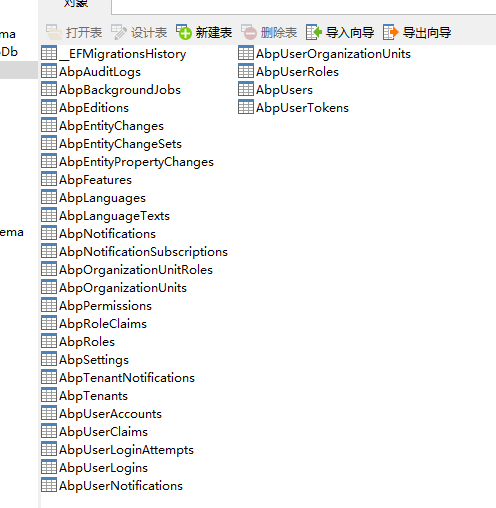 对象
打开表 设计表 新建表 删除表 导入向导 导出向导
ma
Db
ema
__EFMigrationsHistory
AbpAuditLogs
AbpBackgroundJobs
AbpEditions
AbpEntityChanges
AbpEntityChangeSets
AbpEntityPropertyChanges
AbpFeatures
AbpLanguages
AbpLanguageTexts
AbpNotifications
AbpNotificationSubscriptions
AbpOrganizationUnitRoles
AbpOrganizationUnits
AbpPermissions
AbpRoleClaims
AbpRoles
AbpSettings
AbpTenantNotifications
AbpTenants
AbpUserAccounts
AbpUserClaims
AbpUserLoginAttempts
AbpUserLogins
AbpUserNotifications
AbpUserOrganizationUnits
AbpUserRoles
AbpUsers
AbpUserTokens